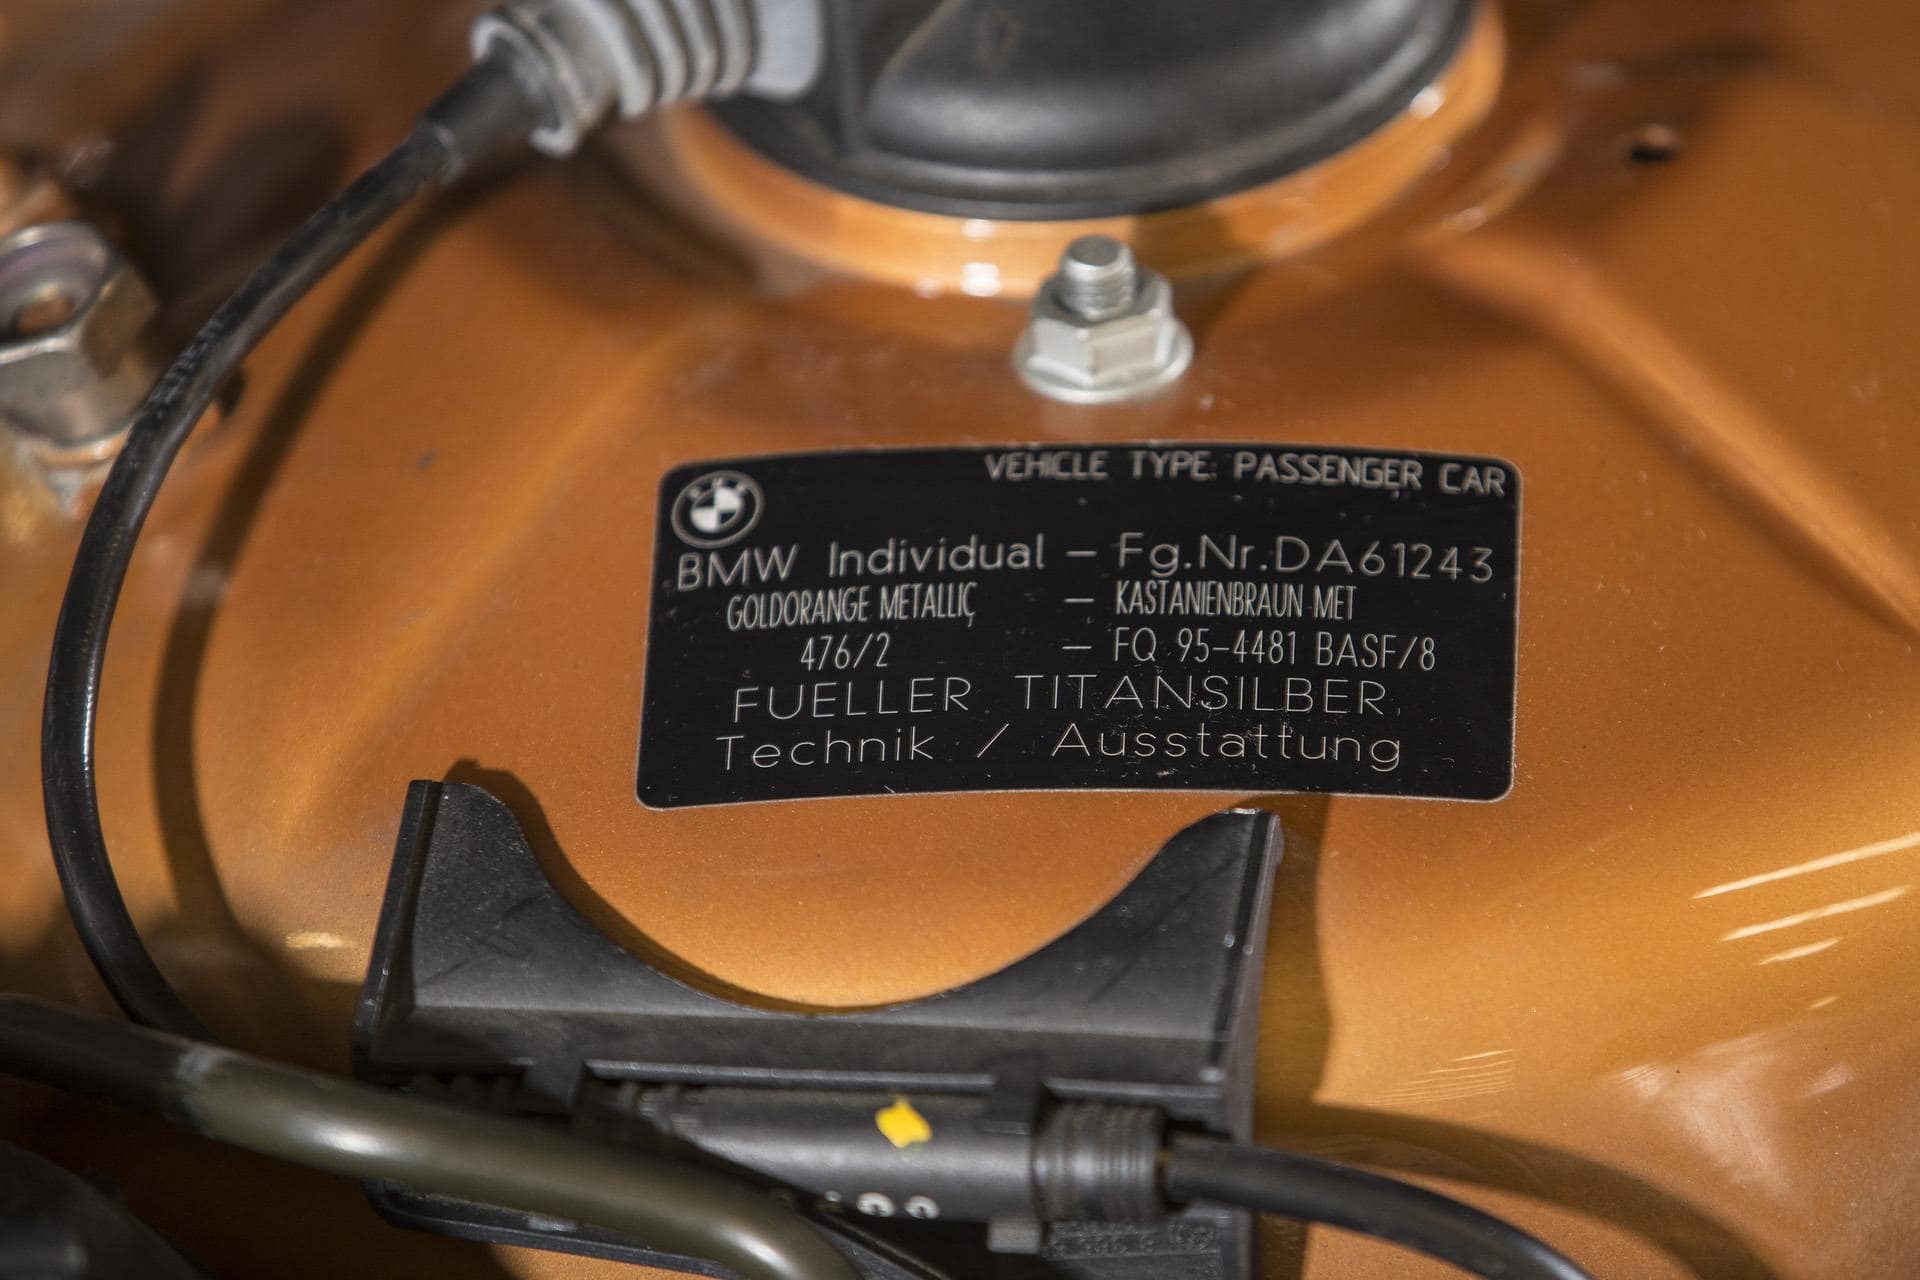 VEHICLE TYPE: PASSENGER CAR
BMW
BMW Individual – Fg.Nr.DA61243
GOLDORANGE METALLIC – KASTANIENBRAUN MET
476/2 – FQ 95-4481 BASF/8
FUELLER TITANSILBER
Technik / Ausstattung